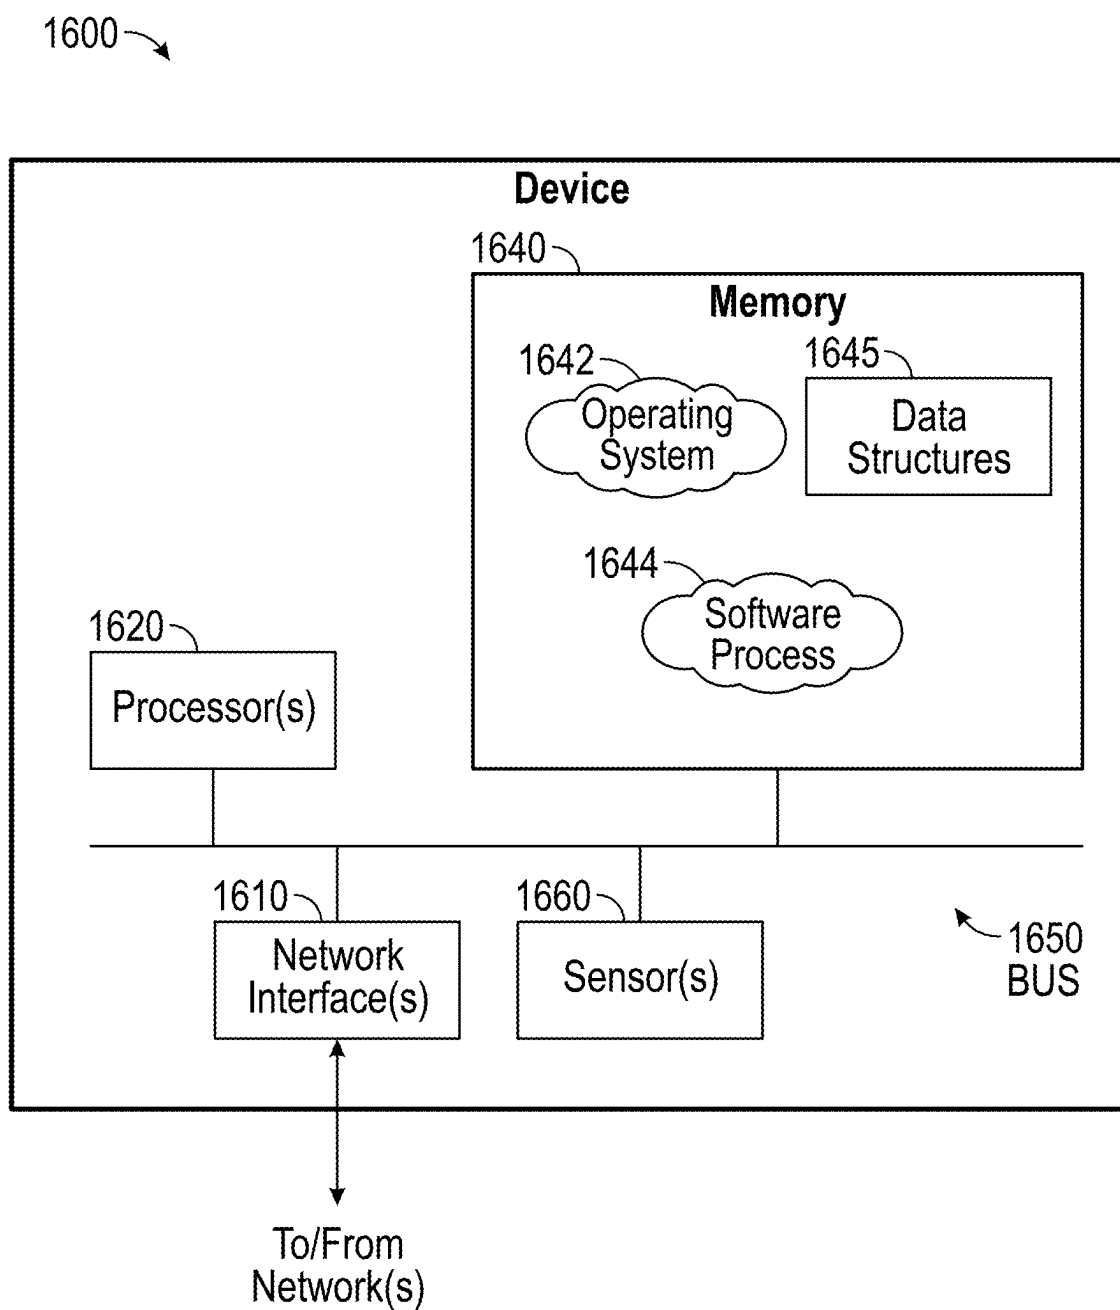 1600
Device
1640
Memory
1642
Operating
System
1645
Data
Structures
1644
Software
Process
1620
Processor(s)
1610
Network
Interface(s)
1660
Sensor(s)
1650
BUS
To/From
Network(s)